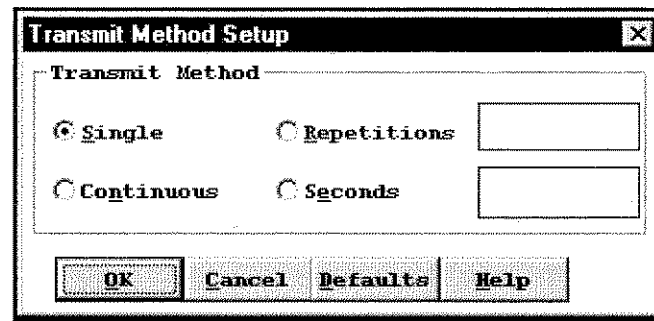 Transmit Method Setup
Transmit Method
Single Repetitions
Continuous Seconds
OK Cancel Defaults Help